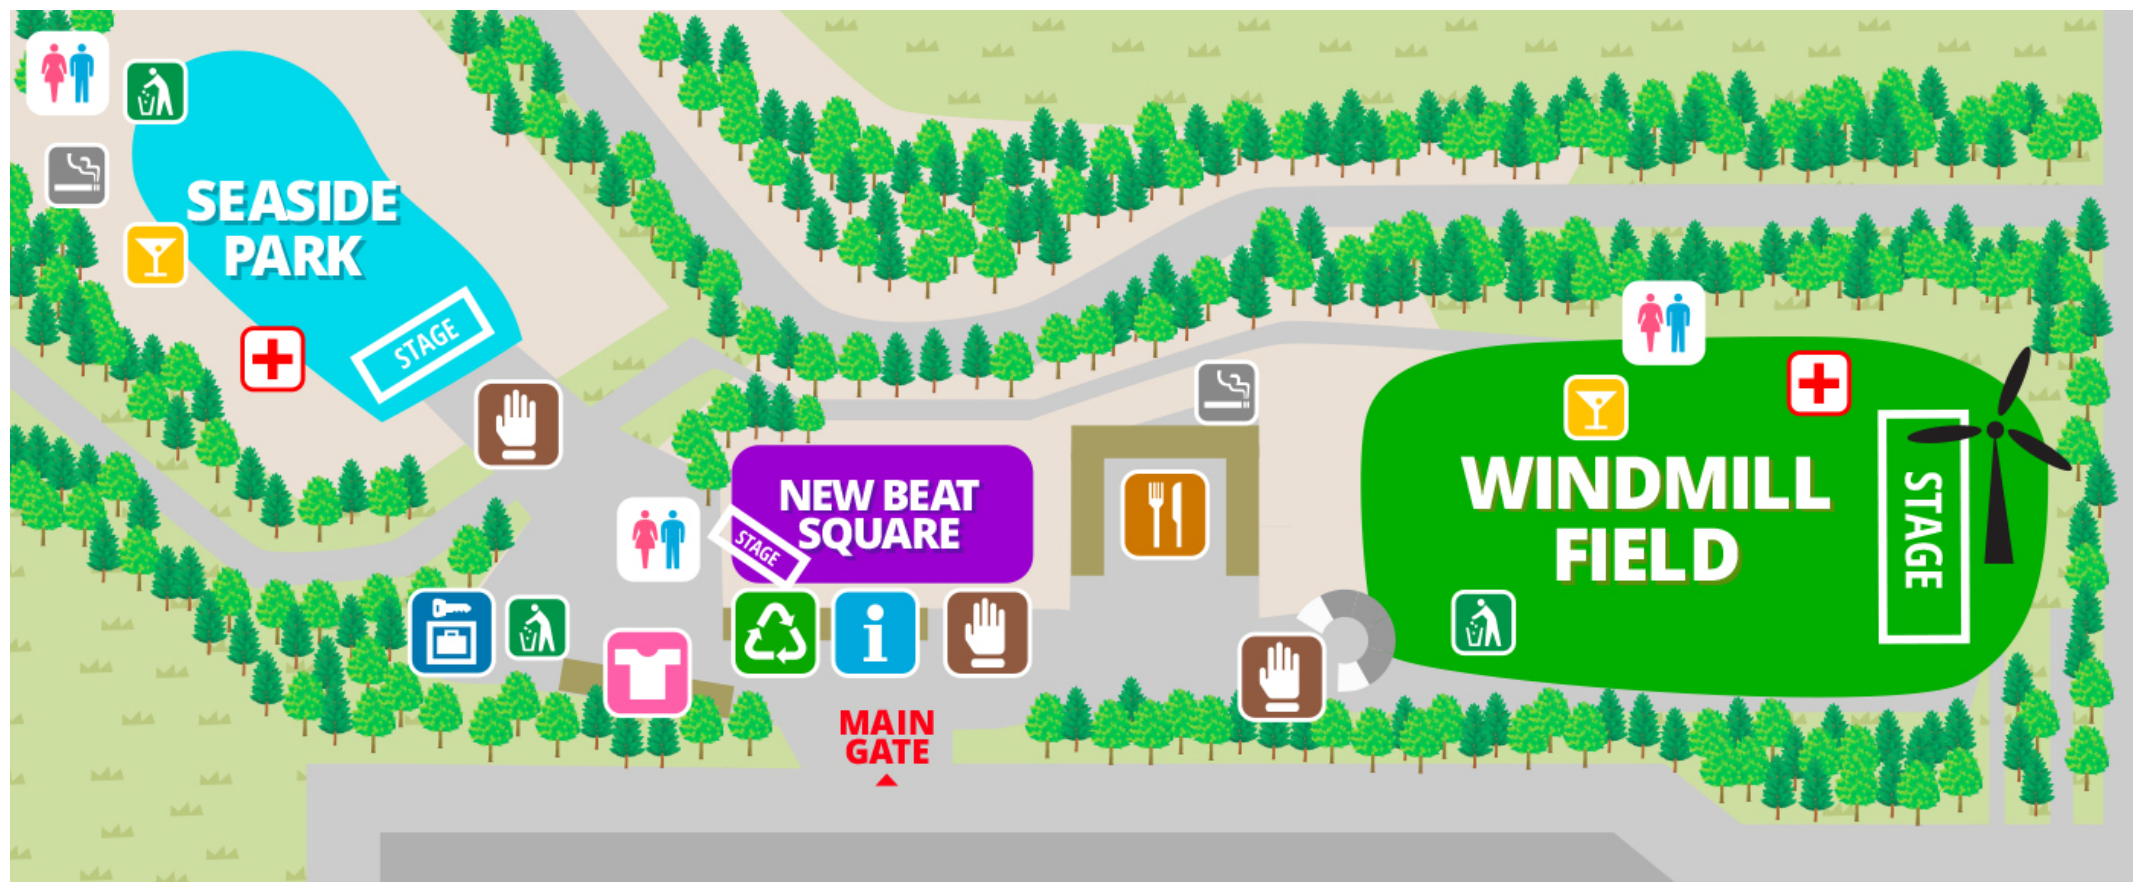 SEASIDE
PARK
STAGE
NEW BEAT
SQUARE
STAGE
WINDMILL
FIELD
STAGE
i
MAIN
GATE